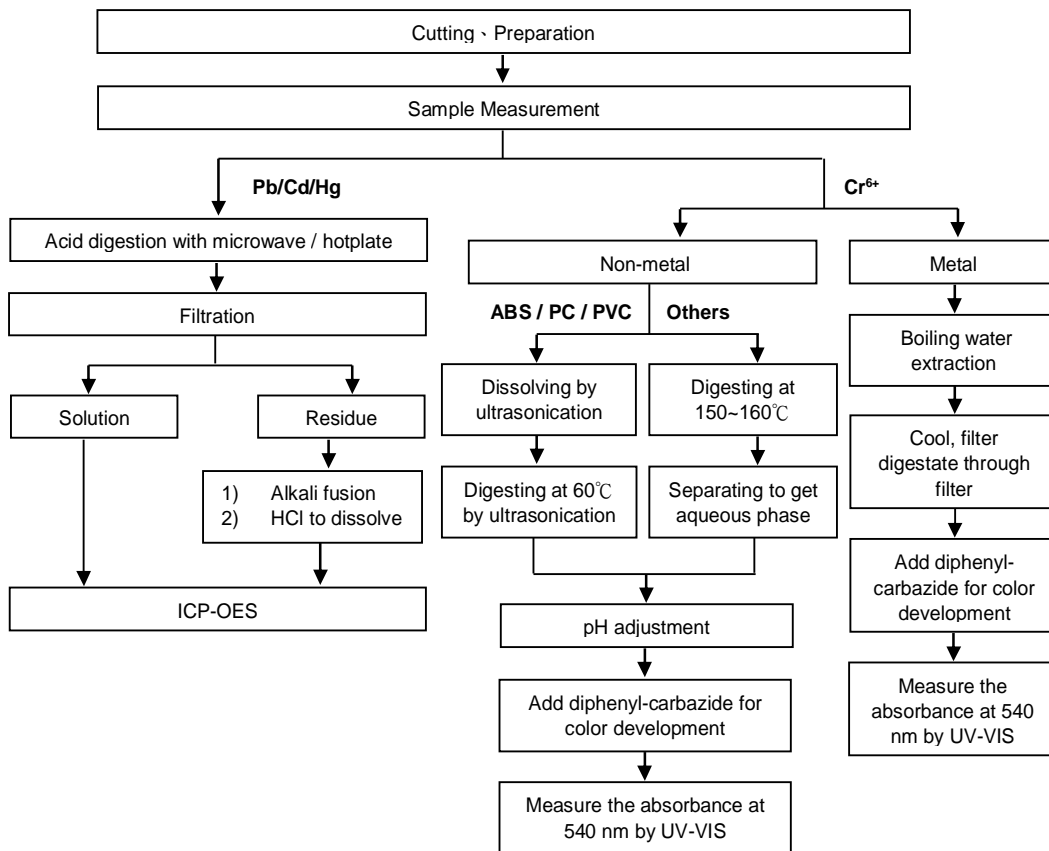 Cutting、Preparation
Sample Measurement
Pb/Cd/Hg
Cr⁶⁺
Acid digestion with microwave / hotplate
Filtration
Solution
Residue
1) Alkali fusion
2) HCl to dissolve
ICP-OES
Non-metal
ABS / PC / PVC
Others
Dissolving by
ultrasonication
Digesting at 60℃
by ultrasonication
Digesting at
150~160℃
Separating to get
aqueous phase
pH adjustment
Add diphenyl-carbazide for
color development
Measure the absorbance at
540 nm by UV-VIS
Metal
Boiling water
extraction
Cool, filter
digestate through
filter
Add diphenyl-
carbazide for color
development
Measure the
absorbance at 540
nm by UV-VIS